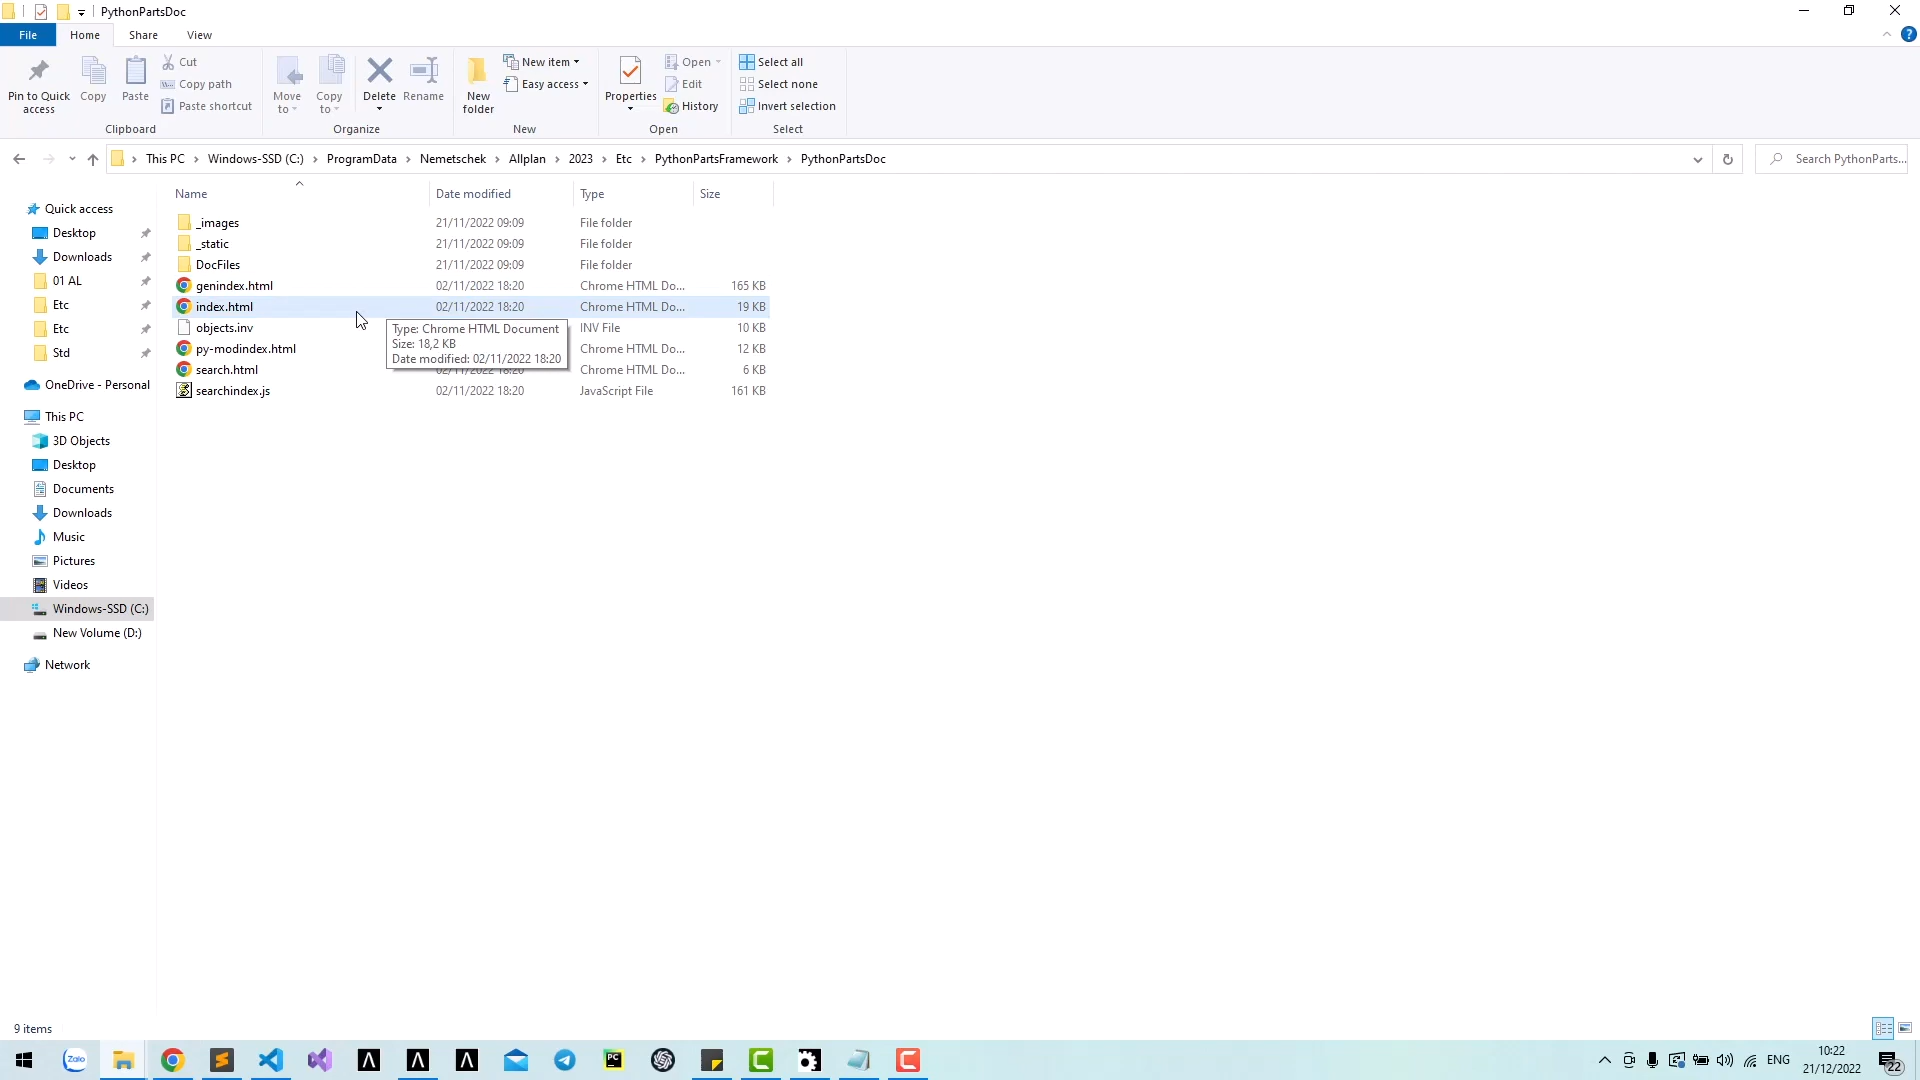 PythonPartsDoc
File Home Share View
Pin to Quick access
Copy
Paste
Cut
Copy path
Paste shortcut
Clipboard
Move to
Copy to
Delete
Rename
Organize
New folder
New item
Easy access
New
Properties
Open
Edit
History
Open
Select all
Select none
Invert selection
Select
This PC › Windows-SSD (C:) › ProgramData › Nemetschek › Allplan › 2023 › Etc › PythonPartsFramework › PythonPartsDoc
Search PythonParts...
Quick access
Desktop
Downloads
01 AL
Etc
Etc
Std
OneDrive - Personal
This PC
3D Objects
Desktop
Documents
Downloads
Music
Pictures
Videos
Windows-SSD (C:)
New Volume (D:)
Network
Name Date modified Type Size
_images 21/11/2022 09:09 File folder
_static 21/11/2022 09:09 File folder
DocFiles 21/11/2022 09:09 File folder
genindex.html 02/11/2022 18:20 Chrome HTML Do... 165 KB
index.html 02/11/2022 18:20 Chrome HTML Do... 19 KB
objects.inv INV File 10 KB
py-modindex.html Chrome HTML Do... 12 KB
search.html 02/11/2022 18:20 Chrome HTML Do... 6 KB
searchindex.js 02/11/2022 18:20 JavaScript File 161 KB
Type: Chrome HTML Document
Size: 18,2 KB
Date modified: 02/11/2022 18:20
9 items
Zalo
PC
ENG
10:22
21/12/2022
22